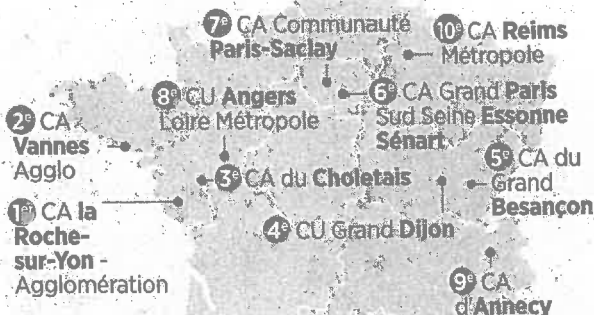 7e CA Communauté
Paris-Saclay
10e CA Reims
Métropole
8e CU Angers
Loire Métropole
6e CA Grand Paris
Sud Seine Essonne
Sénart
2e CA
Vannes
Agglo
5e CA du
Grand
Besançon
3e CA du Choletais
1er CA la
Roche-
sur-Yon -
Agglomération
4e CU Grand Dijon
9e CA
d'Annecy